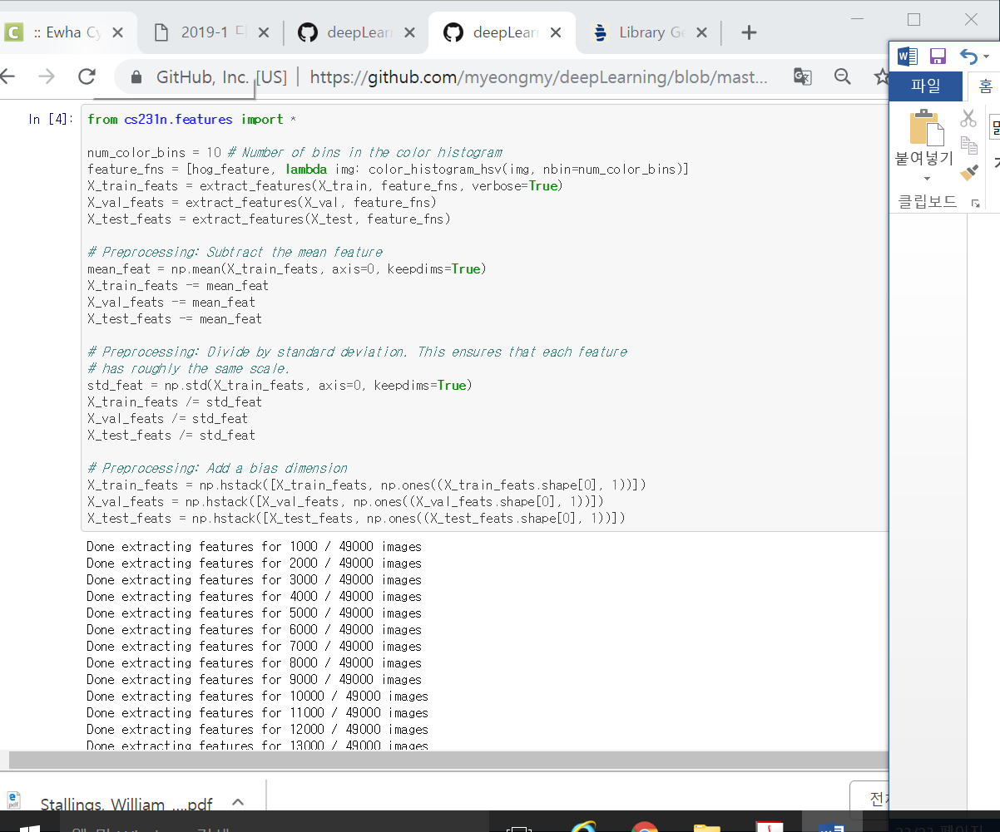 :: Ewha Cy
2019-1
deepLear
deepLear
Library Ge
GitHub, Inc. [US]
https://github.com/myeongmy/deepLearning/blob/mast...
파일
홈
붙여넣기
클립보드
In [4]:
from cs231n.features import *
num_color_bins = 10 # Number of bins in the color histogram
feature_fns = [hog_feature, lambda img: color_histogram_hsv(img, nbin=num_color_bins)]
X_train_feats = extract_features(X_train, feature_fns, verbose=True)
X_val_feats = extract_features(X_val, feature_fns)
X_test_feats = extract_features(X_test, feature_fns)
# Preprocessing: Subtract the mean feature
mean_feat = np.mean(X_train_feats, axis=0, keepdims=True)
X_train_feats -= mean_feat
X_val_feats -= mean_feat
X_test_feats -= mean_feat
# Preprocessing: Divide by standard deviation. This ensures that each feature
# has roughly the same scale.
std_feat = np.std(X_train_feats, axis=0, keepdims=True)
X_train_feats /= std_feat
X_val_feats /= std_feat
X_test_feats /= std_feat
# Preprocessing: Add a bias dimension
X_train_feats = np.hstack([X_train_feats, np.ones((X_train_feats.shape[0], 1))])
X_val_feats = np.hstack([X_val_feats, np.ones((X_val_feats.shape[0], 1))])
X_test_feats = np.hstack([X_test_feats, np.ones((X_test_feats.shape[0], 1))])
Done extracting features for 1000 / 49000 images
Done extracting features for 2000 / 49000 images
Done extracting features for 3000 / 49000 images
Done extracting features for 4000 / 49000 images
Done extracting features for 5000 / 49000 images
Done extracting features for 6000 / 49000 images
Done extracting features for 7000 / 49000 images
Done extracting features for 8000 / 49000 images
Done extracting features for 9000 / 49000 images
Done extracting features for 10000 / 49000 images
Done extracting features for 11000 / 49000 images
Done extracting features for 12000 / 49000 images
Done extracting features for 13000 / 49000 images
Stallings, William ....pdf